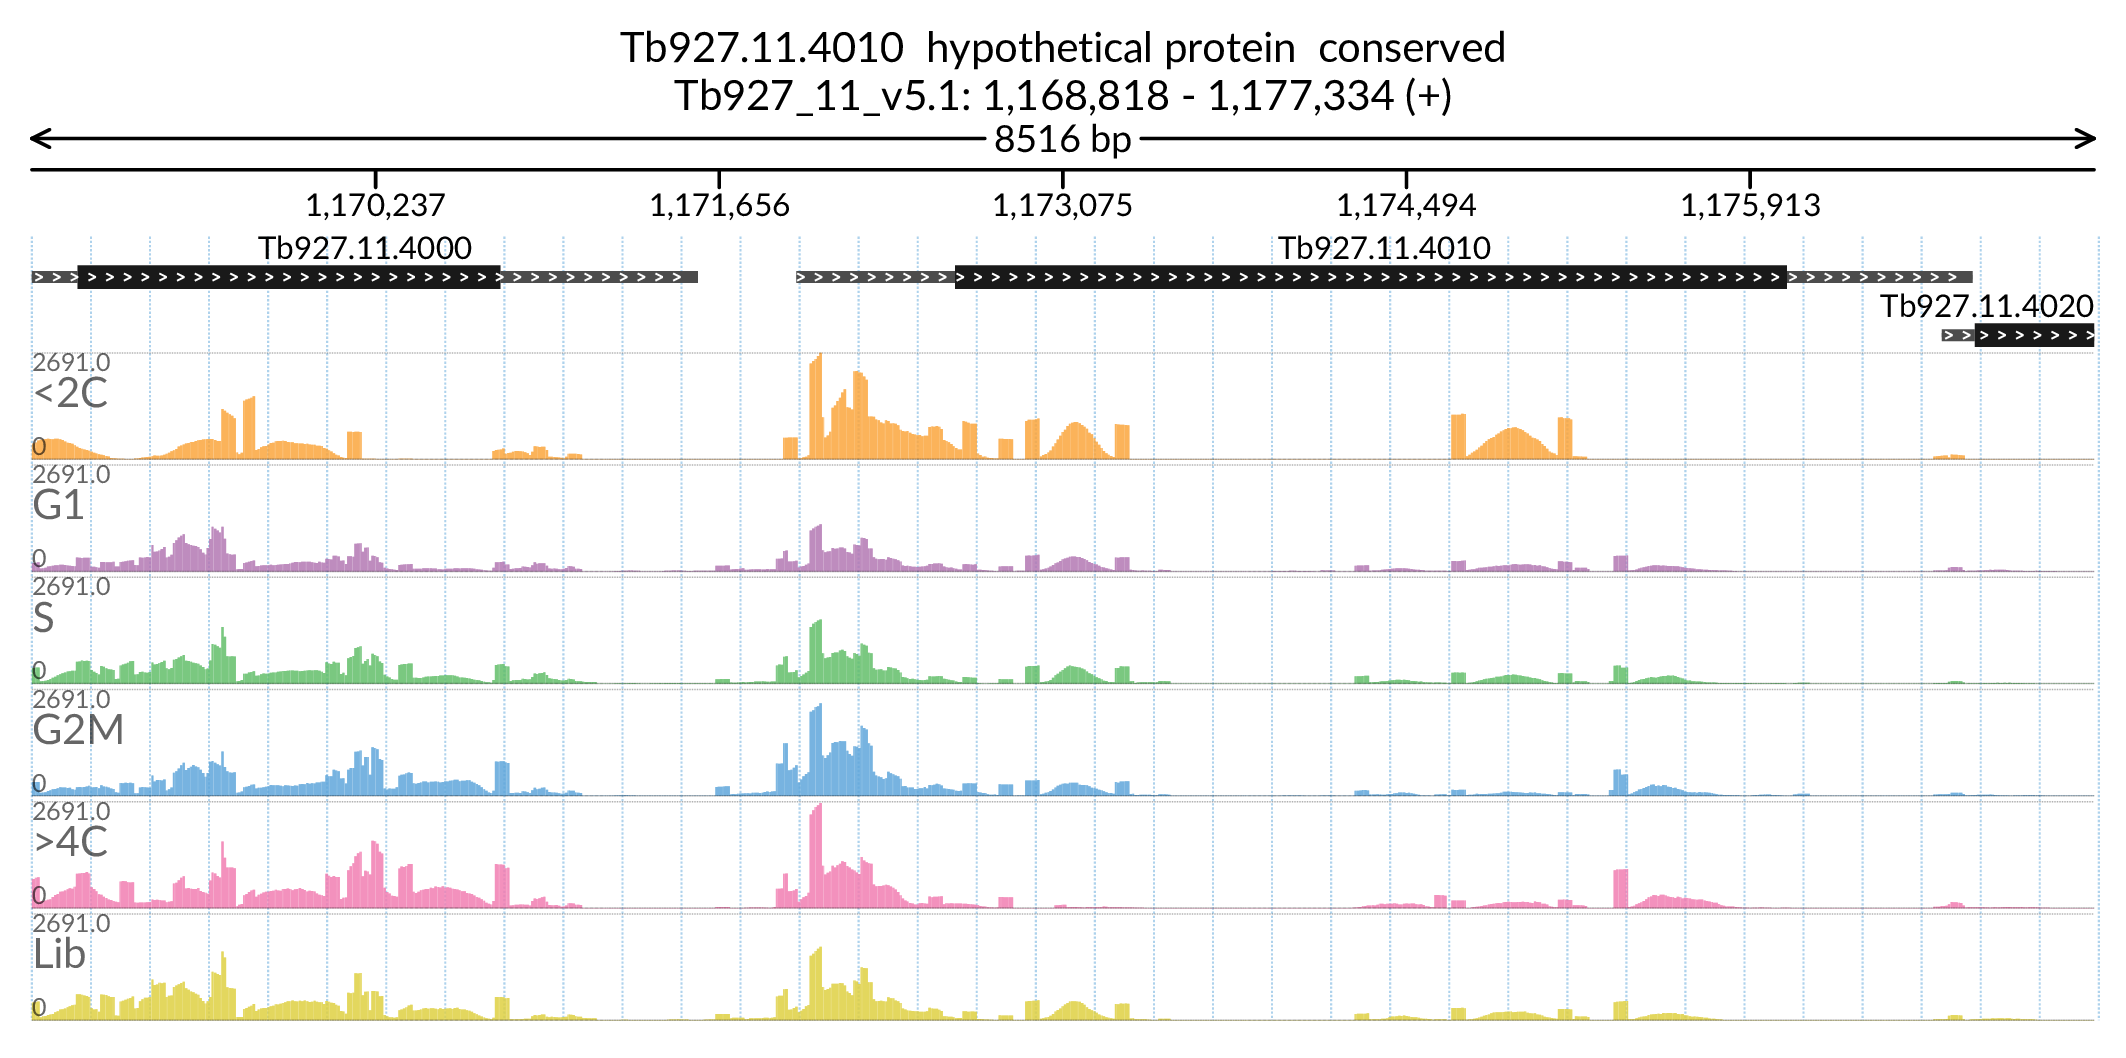 Tb927.11.4010  hypothetical protein  conserved
Tb927_11_v5.1: 1,168,818 - 1,177,334 (+)
8516 bp
1,170,237 1,171,656 1,173,075 1,174,494 1,175,913
Tb927.11.4000 Tb927.11.4010
Tb927.11.4020
2691.0
<2C
0
2691.0
G1
0
2691.0
S
0
2691.0
G2M
0
2691.0
>4C
0
2691.0
Lib
0